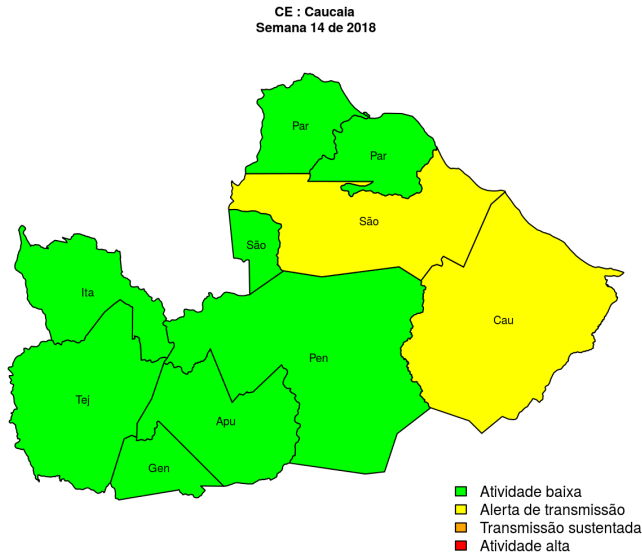 CE : Caucaia
Semana 14 de 2018
Par
Par
São
São
Ita
Cau
Pen
Tej
Apu
Gen
Atividade baixa
Alerta de transmissão
Transmissão sustentada
Atividade alta